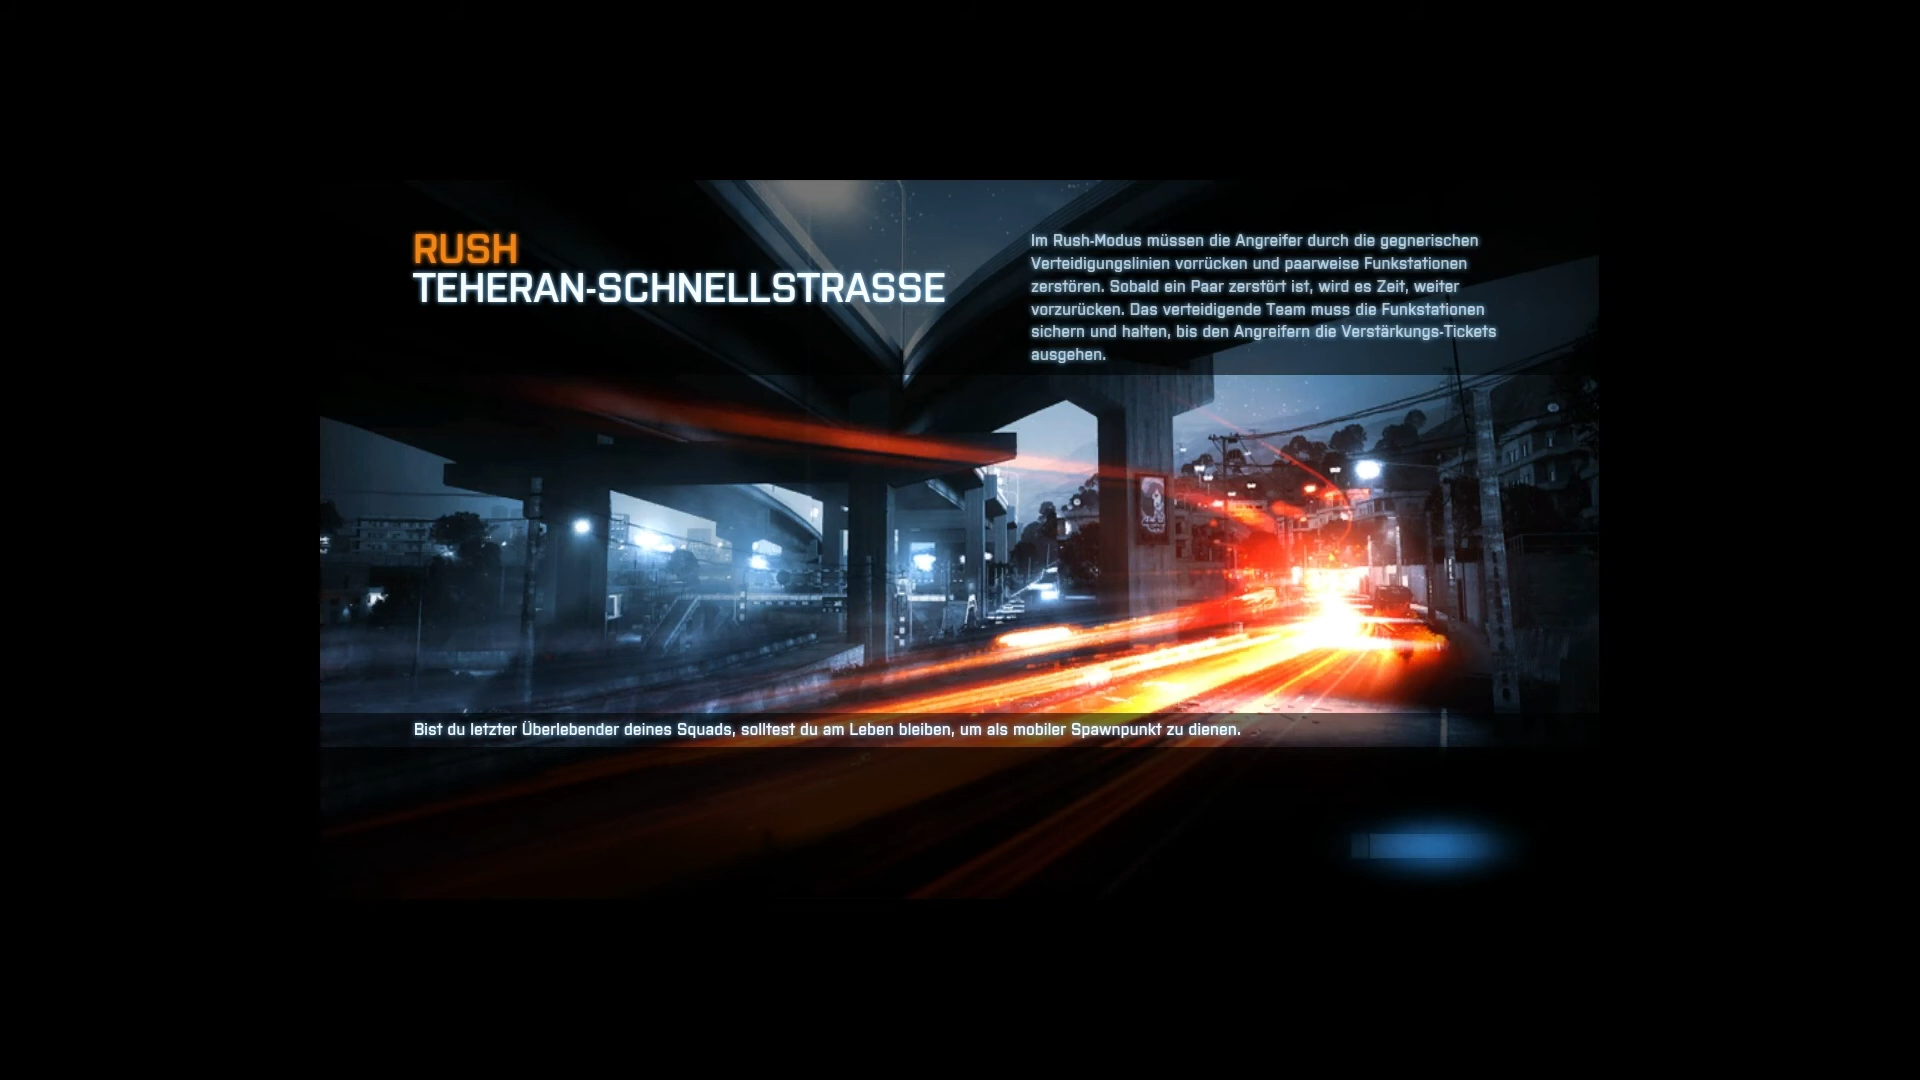 RUSH
TEHERAN-SCHNELLSTRASSE
Im Rush-Modus müssen die Angreifer durch die gegnerischen
Verteidigungslinien vorrücken und paarweise Funkstationen
zerstören. Sobald ein Paar zerstört ist, wird es Zeit, weiter
vorzurücken. Das verteidigende Team muss die Funkstationen
sichern und halten, bis den Angreifern die Verstärkungs-Tickets
ausgehen.
Bist du letzter Überlebender deines Squads, solltest du am Leben bleiben, um als mobiler Spawnpunkt zu dienen.